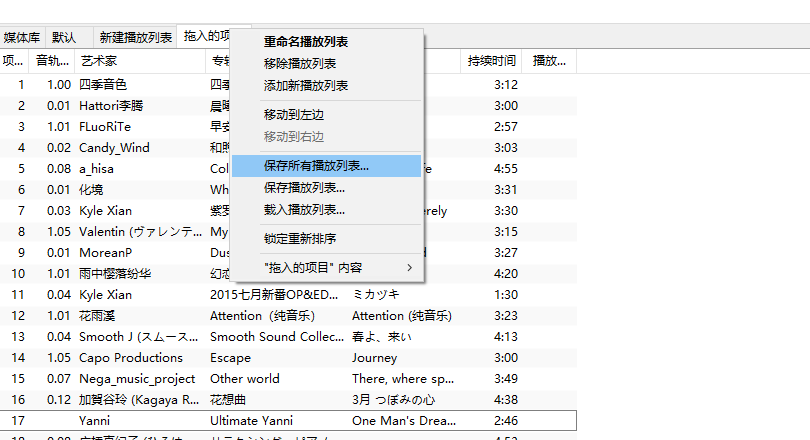 媒体库 默认 新建播放列表 拖入的项
项... 音轨... 艺术家 专 持续时间 播放...
重命名播放列表
移除播放列表
添加新播放列表
移动到左边
移动到右边
保存所有播放列表...
保存播放列表...
载入播放列表...
锁定重新排序
"拖入的项目" 内容
1 1.00 四季音色 四季 3:12
2 0.01 Hattori李腾 晨曦 3:00
3 1.01 FLuoRiTe 早安 2:57
4 0.02 Candy_Wind 和煦 3:03
5 0.08 a_hisa Col fe 4:55
6 0.01 化境 Wh 3:31
7 0.03 Kyle Xian 紫罗 erely 3:30
8 1.05 Valentin (ヴァレンテ... My 3:15
9 0.01 MoreanP Dus 3:27
10 1.01 雨中樱落纷华 幻恋 4:20
11 0.04 Kyle Xian 2015七月新番OP&ED... ミカヅキ 1:30
12 1.01 花雨溪 Attention（纯音乐） Attention (纯音乐) 3:23
13 0.04 Smooth J (スムース... Smooth Sound Collec... 春よ、来い 4:13
14 1.05 Capo Productions Escape Journey 3:00
15 0.07 Nega_music_project Other world There, where sp... 3:49
16 0.12 加賀谷玲 (Kagaya R... 花想曲 3月 つぼみの心 4:38
17 Yanni Ultimate Yanni One Man's Drea... 2:46